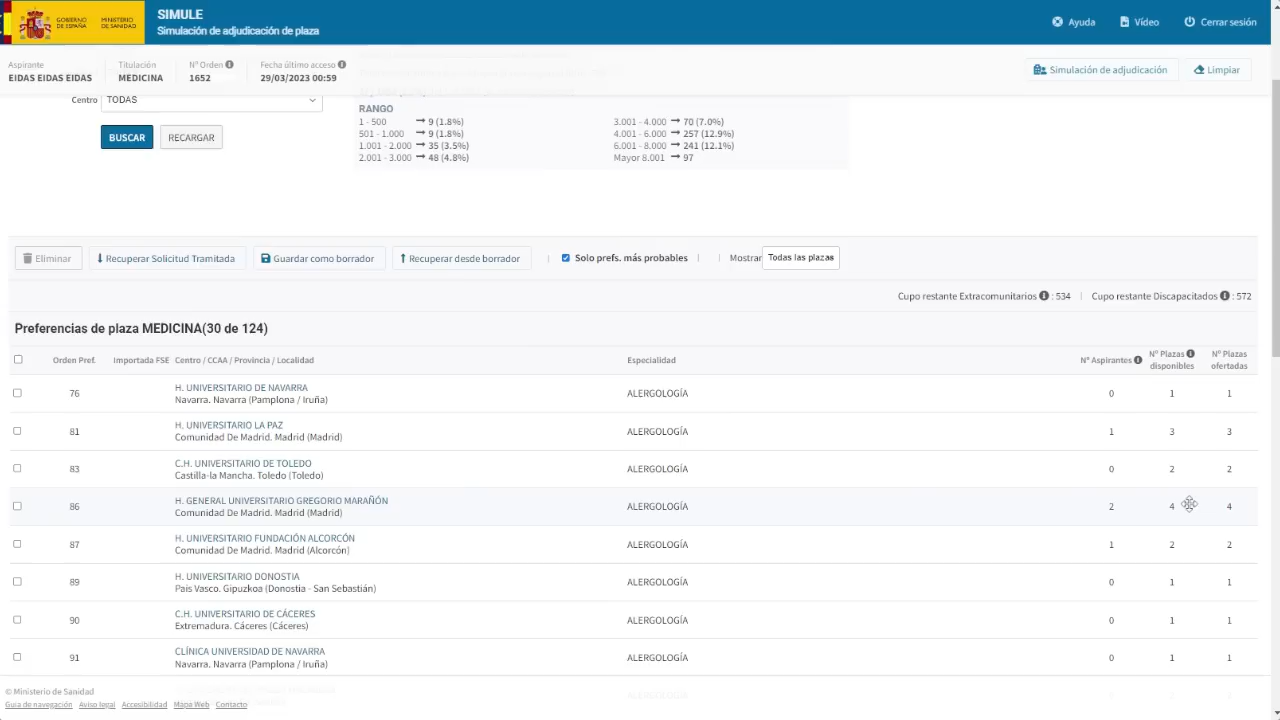 GOBIERNO DE ESPAÑA
MINISTERIO DE SANIDAD
SIMULE
Simulación de adjudicación de plaza
Ayuda
Vídeo
Cerrar sesión
Aspirante
EIDAS EIDAS EIDAS
Titulación
MEDICINA
Nº Orden
1652
Fecha último acceso
29/03/2023 00:59
Simulación de adjudicación
Limpiar
Centro TODAS
BUSCAR RECARGAR
RANGO
1 - 500 → 9 (1.8%) 3.001 - 4.000 → 70 (7.0%)
501 - 1.000 → 9 (1.8%) 4.001 - 6.000 → 257 (12.9%)
1.001 - 2.000 → 35 (3.5%) 6.001 - 8.000 → 241 (12.1%)
2.001 - 3.000 → 48 (4.8%) Mayor 8.001 → 97
Eliminar Recuperar Solicitud Tramitada Guardar como borrador Recuperar desde borrador | Solo prefs. más probables | | Mostrar Todas las plazas
Cupo restante Extracomunitarios : 534 | Cupo restante Discapacitados : 572
Preferencias de plaza MEDICINA(30 de 124)
Orden Pref. Importada FSE Centro / CCAA / Provincia / Localidad Especialidad Nº Aspirantes Nº Plazas disponibles Nº Plazas ofertadas
76 H. UNIVERSITARIO DE NAVARRA ALERGOLOGÍA 0 1 1
Navarra. Navarra (Pamplona / Iruña)
81 H. UNIVERSITARIO LA PAZ ALERGOLOGÍA 1 3 3
Comunidad De Madrid. Madrid (Madrid)
83 C.H. UNIVERSITARIO DE TOLEDO ALERGOLOGÍA 0 2 2
Castilla-la Mancha. Toledo (Toledo)
86 H. GENERAL UNIVERSITARIO GREGORIO MARAÑÓN ALERGOLOGÍA 2 4 4
Comunidad De Madrid. Madrid (Madrid)
87 H. UNIVERSITARIO FUNDACIÓN ALCORCÓN ALERGOLOGÍA 1 2 2
Comunidad De Madrid. Madrid (Alcorcón)
89 H. UNIVERSITARIO DONOSTIA ALERGOLOGÍA 0 1 1
País Vasco. Gipuzkoa (Donostia - San Sebastián)
90 C.H. UNIVERSITARIO DE CÁCERES ALERGOLOGÍA 0 1 1
Extremadura. Cáceres (Cáceres)
91 CLÍNICA UNIVERSIDAD DE NAVARRA ALERGOLOGÍA 0 1 1
Navarra. Navarra (Pamplona / Iruña)
© Ministerio de Sanidad
Guia de navegación Aviso legal Accesibilidad Mapa Web Contacto